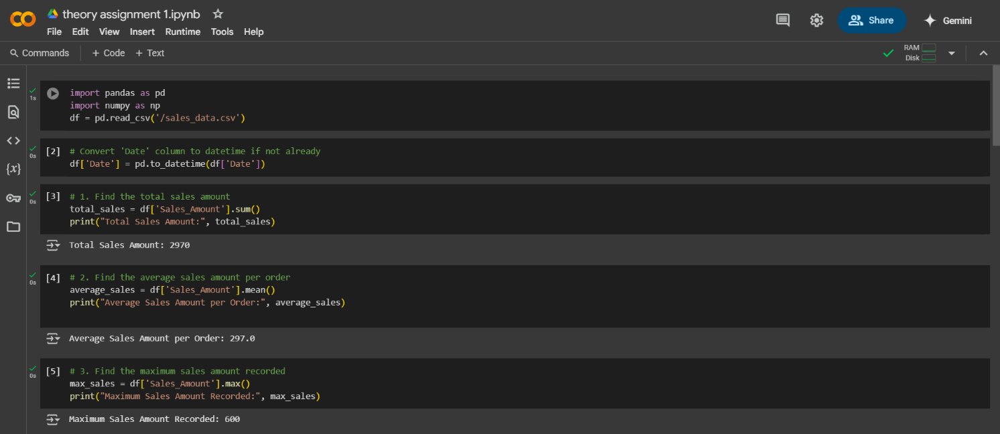 theory assignment 1.ipynb
File Edit View Insert Runtime Tools Help
Share
Gemini
Commands + Code + Text
RAM
Disk
1s
import pandas as pd
import numpy as np
df = pd.read_csv('/sales_data.csv')
0s
[2] # Convert 'Date' column to datetime if not already
df['Date'] = pd.to_datetime(df['Date'])
0s
[3] # 1. Find the total sales amount
total_sales = df['Sales_Amount'].sum()
print("Total Sales Amount:", total_sales)
Total Sales Amount: 2970
0s
[4] # 2. Find the average sales amount per order
average_sales = df['Sales_Amount'].mean()
print("Average Sales Amount per Order:", average_sales)
Average Sales Amount per Order: 297.0
0s
[5] # 3. Find the maximum sales amount recorded
max_sales = df['Sales_Amount'].max()
print("Maximum Sales Amount Recorded:", max_sales)
Maximum Sales Amount Recorded: 600